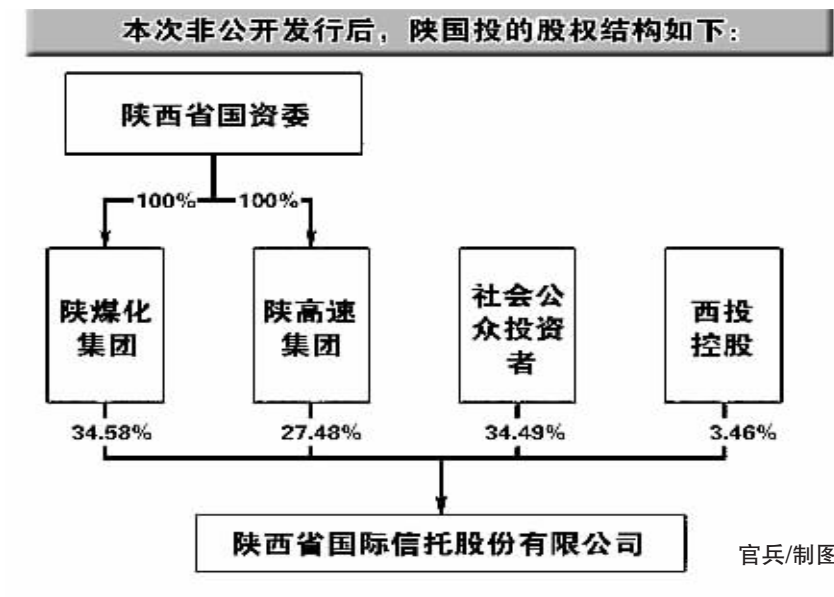 本次非公开发行后，陕国投的股权结构如下：
陕西省国资委
100%
100%
陕煤化
集团
陕高速
集团
社会公
众投资
者
西投
控股
34.58%
27.48%
34.49%
3.46%
陕西省国际信托股份有限公司
官兵/制图